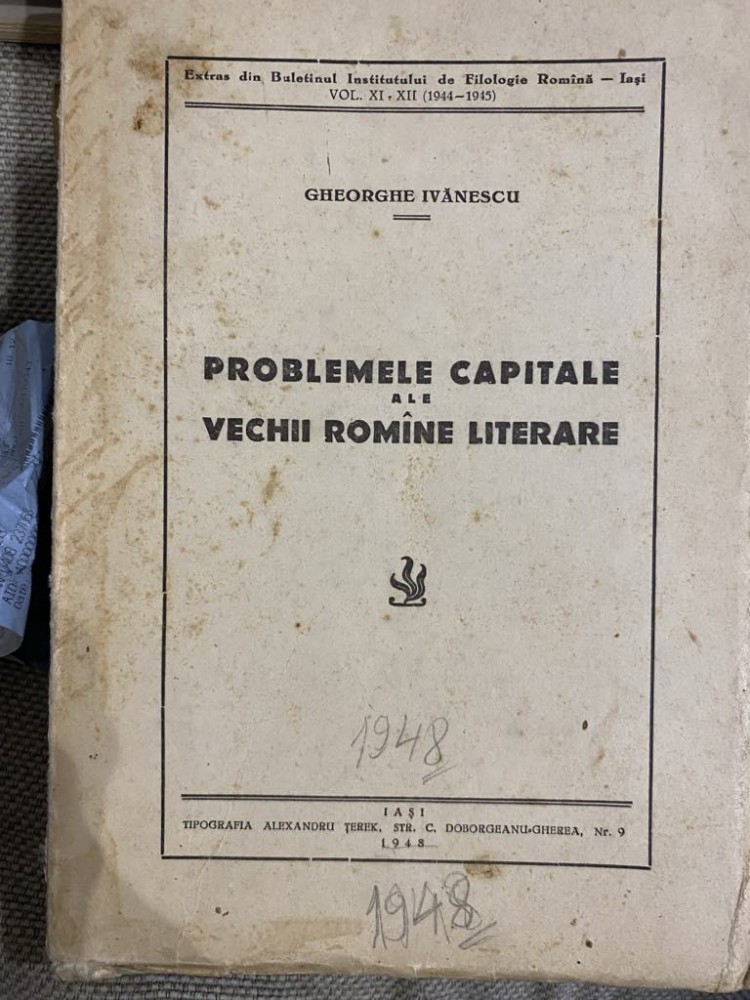 Extras din Buletinul Institutului de Filologie Romînă — Iași
VOL. XI-XII (1944-1945)
GHEORGHE IVĂNESCU
PROBLEMELE CAPITALE
ALE
VECHII ROMÎNE LITERARE
1948
IAȘI
TIPOGRAFIA ALEXANDRU ȚEREK, STR. C. DOBORGEANU-GHEREA, Nr. 9
1948
1948